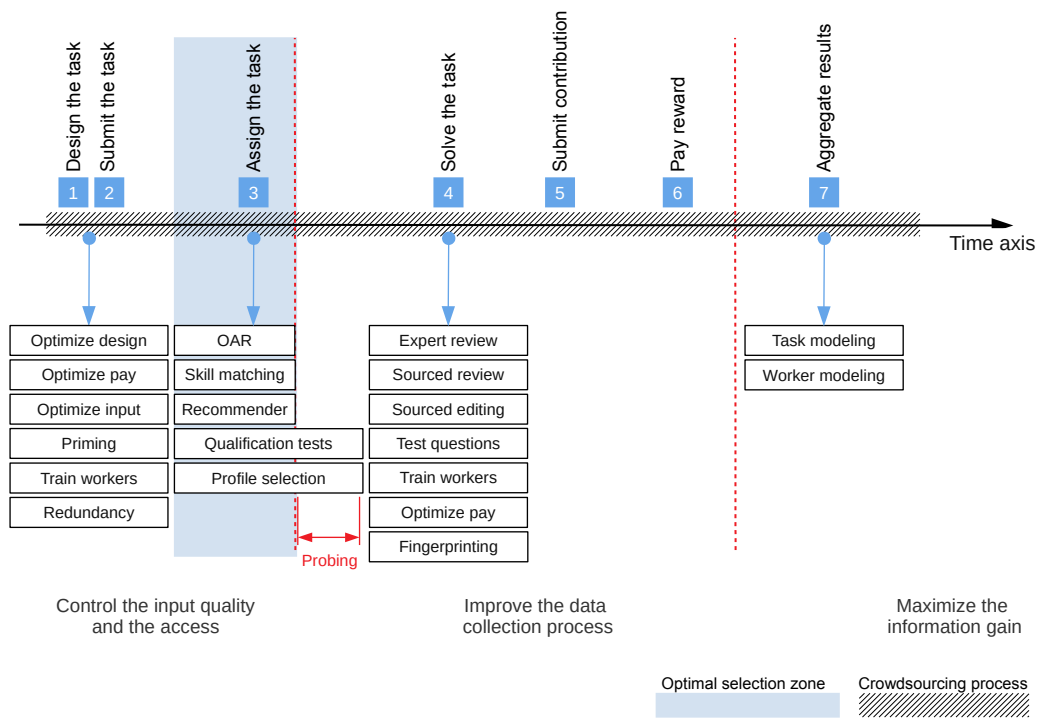 Design the task
Submit the task
Assign the task
Solve the task
Submit contribution
Pay reward
Aggregate results
1
2
3
4
5
6
7
Time axis
Optimize design
Optimize pay
Optimize input
Priming
Train workers
Redundancy
OAR
Skill matching
Recommender
Qualification tests
Profile selection
Probing
Expert review
Sourced review
Sourced editing
Test questions
Train workers
Optimize pay
Fingerprinting
Task modeling
Worker modeling
Control the input quality
and the access
Improve the data
collection process
Maximize the
information gain
Optimal selection zone
Crowdsourcing process